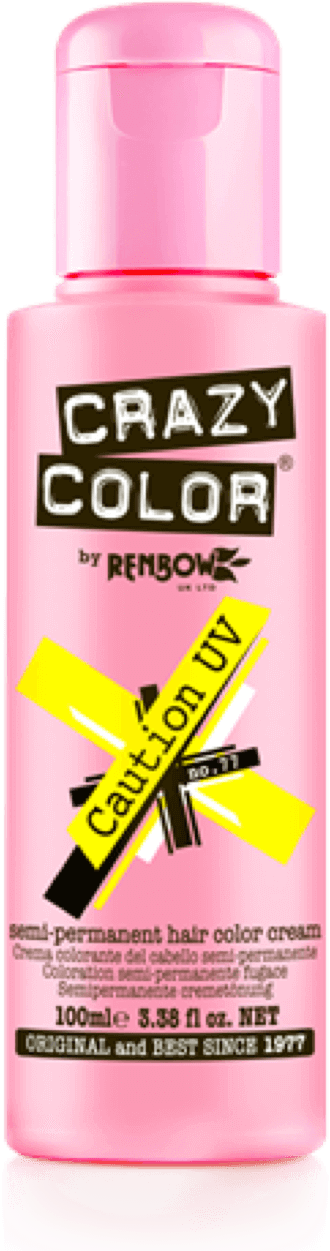 CRAZY
COLOR®
by RENBOW
UK LTD
Caution UV
no.77
semi-permanent hair color cream
Crema colorante del cabello semi-permanente
Coloration semi-permanente fugace
Semipermanente cremetönung
100ml℮ 3.38 fl oz. NET
ORIGINAL and BEST SINCE 1977